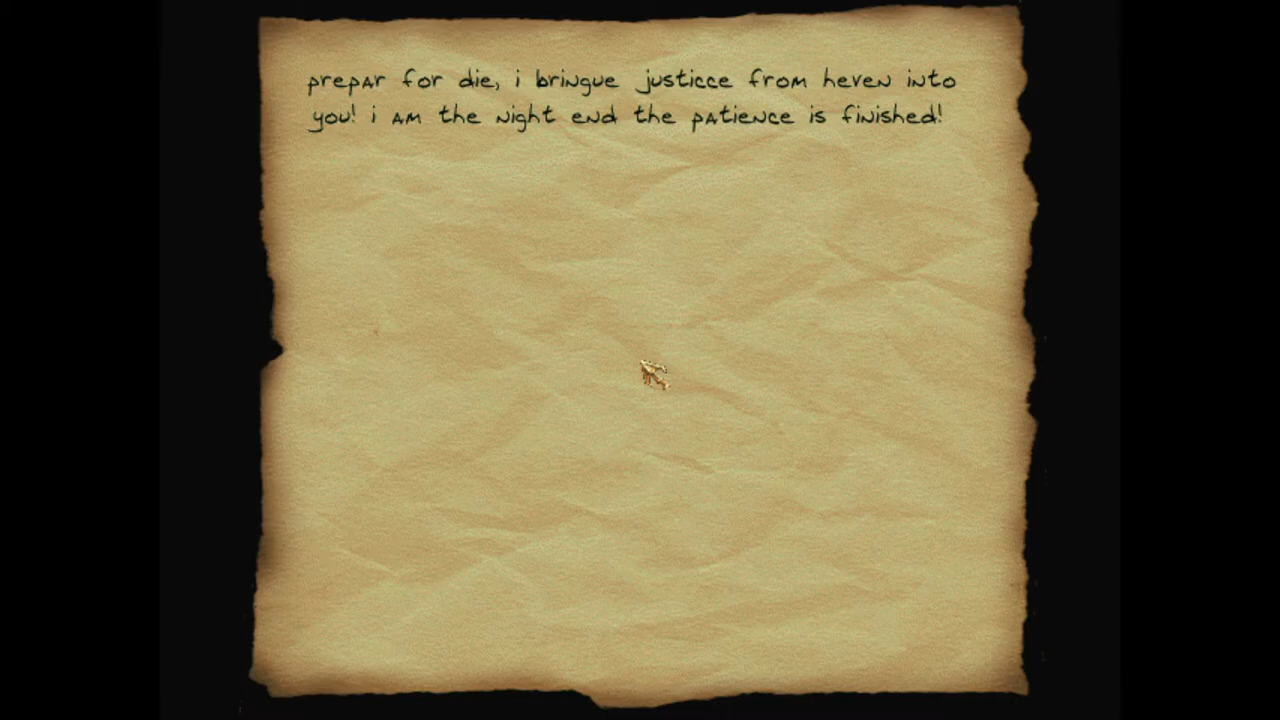 prepar for die, i bringue justicce from heven into
you! i am the night end the patience is finished!